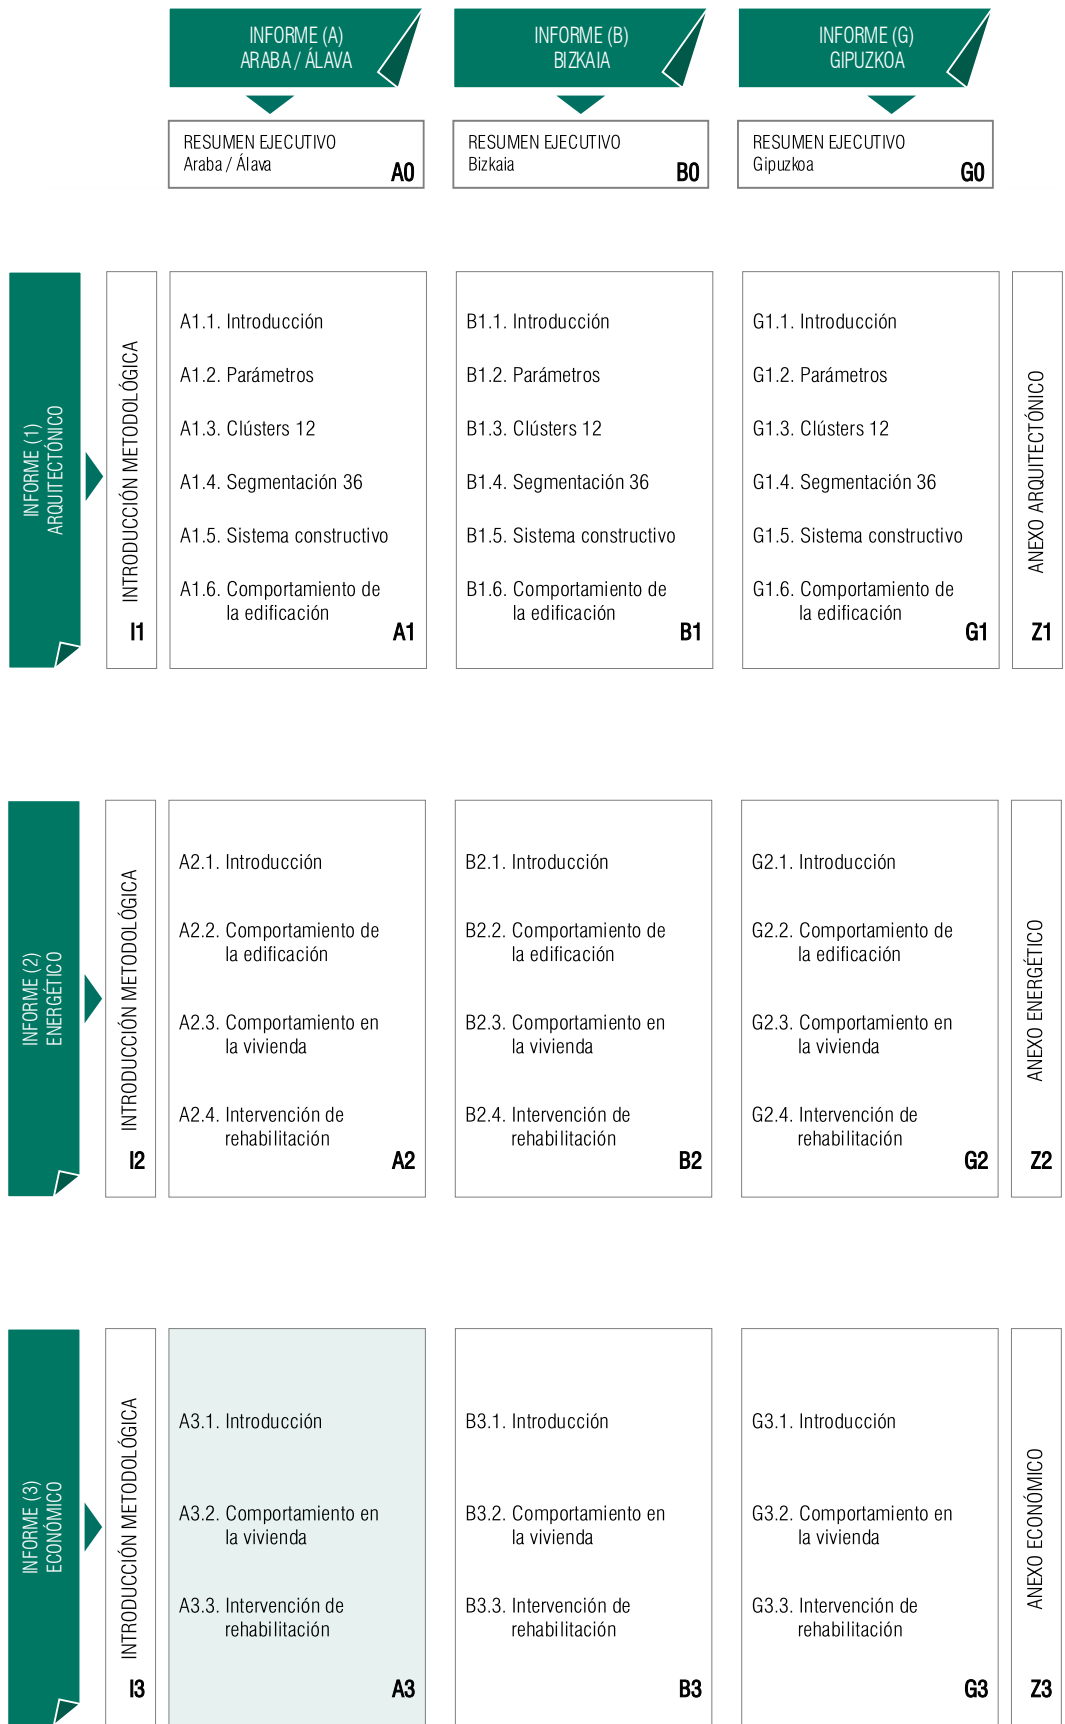 INFORME (A)
ARABA / ÁLAVA
INFORME (B)
BIZKAIA
INFORME (G)
GIPUZKOA
RESUMEN EJECUTIVO
Araba / Álava
A0
RESUMEN EJECUTIVO
Bizkaia
B0
RESUMEN EJECUTIVO
Gipuzkoa
G0
INFORME (1)
ARQUITECTÓNICO
INTRODUCCIÓN METODOLÓGICA
I1
A1.1. Introducción
A1.2. Parámetros
A1.3. Clústers 12
A1.4. Segmentación 36
A1.5. Sistema constructivo
A1.6. Comportamiento de
la edificación
A1
B1.1. Introducción
B1.2. Parámetros
B1.3. Clústers 12
B1.4. Segmentación 36
B1.5. Sistema constructivo
B1.6. Comportamiento de
la edificación
B1
G1.1. Introducción
G1.2. Parámetros
G1.3. Clústers 12
G1.4. Segmentación 36
G1.5. Sistema constructivo
G1.6. Comportamiento de
la edificación
G1
ANEXO ARQUITECTÓNICO
Z1
INFORME (2)
ENERGÉTICO
INTRODUCCIÓN METODOLÓGICA
I2
A2.1. Introducción
A2.2. Comportamiento de
la edificación
A2.3. Comportamiento en
la vivienda
A2.4. Intervención de
rehabilitación
A2
B2.1. Introducción
B2.2. Comportamiento de
la edificación
B2.3. Comportamiento en
la vivienda
B2.4. Intervención de
rehabilitación
B2
G2.1. Introducción
G2.2. Comportamiento de
la edificación
G2.3. Comportamiento en
la vivienda
G2.4. Intervención de
rehabilitación
G2
ANEXO ENERGÉTICO
Z2
INFORME (3)
ECONÓMICO
INTRODUCCIÓN METODOLÓGICA
I3
A3.1. Introducción
A3.2. Comportamiento en
la vivienda
A3.3. Intervención de
rehabilitación
A3
B3.1. Introducción
B3.2. Comportamiento en
la vivienda
B3.3. Intervención de
rehabilitación
B3
G3.1. Introducción
G3.2. Comportamiento en
la vivienda
G3.3. Intervención de
rehabilitación
G3
ANEXO ECONÓMICO
Z3